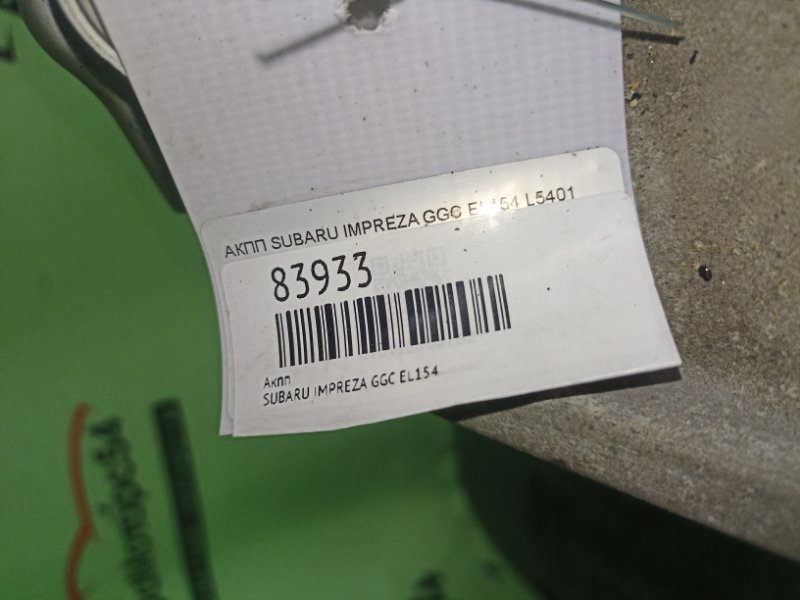 АКПП SUBARU IMPREZA GGC EL154 L5401
83933
Акпп
SUBARU IMPREZA GGC EL154